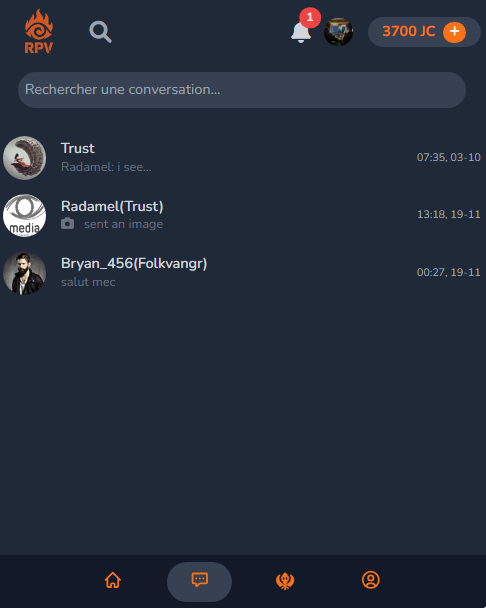 RPV
1
3700 JC +
Rechercher une conversation...
Trust
Radamel: i see...
07:35, 03-10
media
Radamel(Trust)
sent an image
13:18, 19-11
Bryan_456(Folkvangr)
salut mec
00:27, 19-11